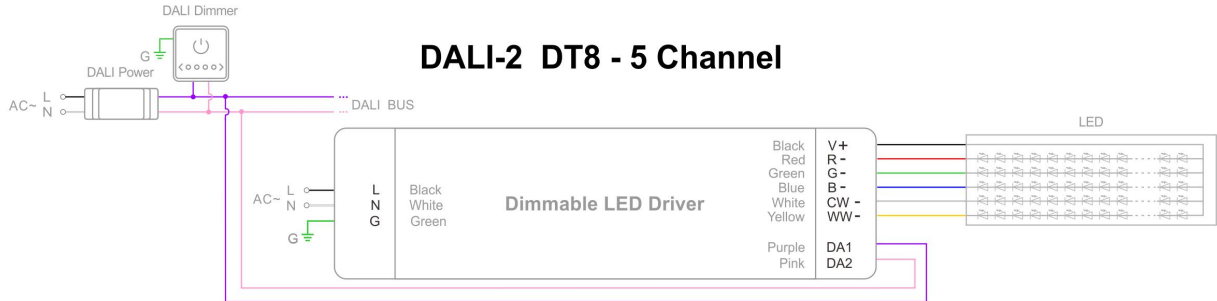 DALI Dimmer
DALI-2 DT8 - 5 Channel
G
<ooooo>
DALI Power
AC~ L
N
... DALI BUS
...
LED
Black V+
Red R-
Green G-
Blue B-
White CW -
Yellow WW-
AC~ L L Black
N N White
G Green
G
Dimmable LED Driver
Purple DA1
Pink DA2